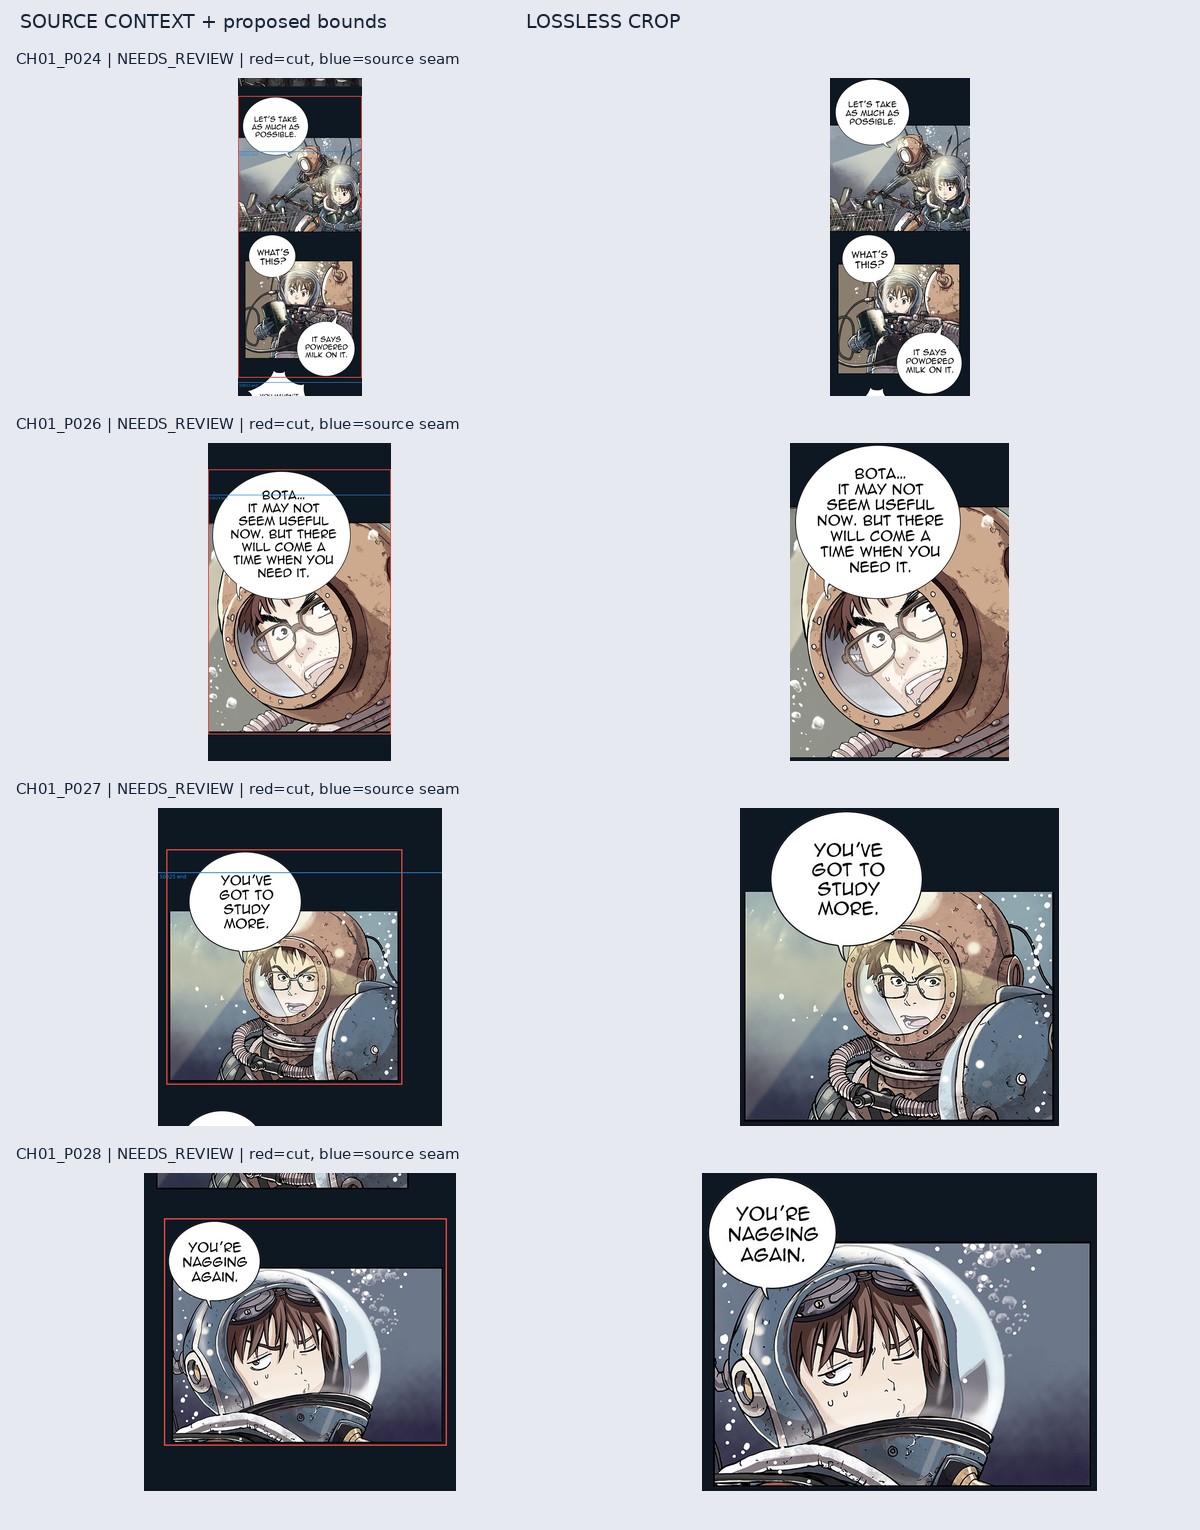 SOURCE CONTEXT + proposed bounds
LOSSLESS CROP
CH01_P024 | NEEDS_REVIEW | red=cut, blue=source seam
LET'S TAKE
AS MUCH AS
POSSIBLE.
WHAT'S
THIS?
IT SAYS
POWDERED
MILK ON IT.
LET'S TAKE
AS MUCH AS
POSSIBLE.
WHAT'S
THIS?
IT SAYS
POWDERED
MILK ON IT.
CH01_P026 | NEEDS_REVIEW | red=cut, blue=source seam
BOTA...
IT MAY NOT
SEEM USEFUL
NOW. BUT THERE
WILL COME A
TIME WHEN YOU
NEED IT.
BOTA...
IT MAY NOT
SEEM USEFUL
NOW. BUT THERE
WILL COME A
TIME WHEN YOU
NEED IT.
CH01_P027 | NEEDS_REVIEW | red=cut, blue=source seam
YOU'VE
GOT TO
STUDY
MORE.
YOU'VE
GOT TO
STUDY
MORE.
CH01_P028 | NEEDS_REVIEW | red=cut, blue=source seam
YOU'RE
NAGGING
AGAIN.
YOU'RE
NAGGING
AGAIN.